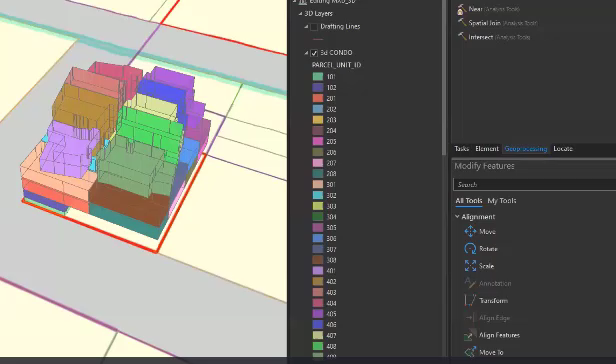 Editing MXD_3D
3D Layers
Drafting Lines
3d CONDO
PARCEL_UNIT_ID
101
102
201
202
203
204
205
206
207
208
301
302
303
304
305
306
307
308
401
402
403
404
405
406
407
408
409
Near (Analysis Tools)
Spatial Join (Analysis Tools)
Intersect (Analysis Tools)
Tasks Element Geoprocessing Locate
Modify Features
Search
All Tools My Tools
Alignment
Move
Rotate
Scale
Annotation
Transform
Align Edge
Align Features
Move To